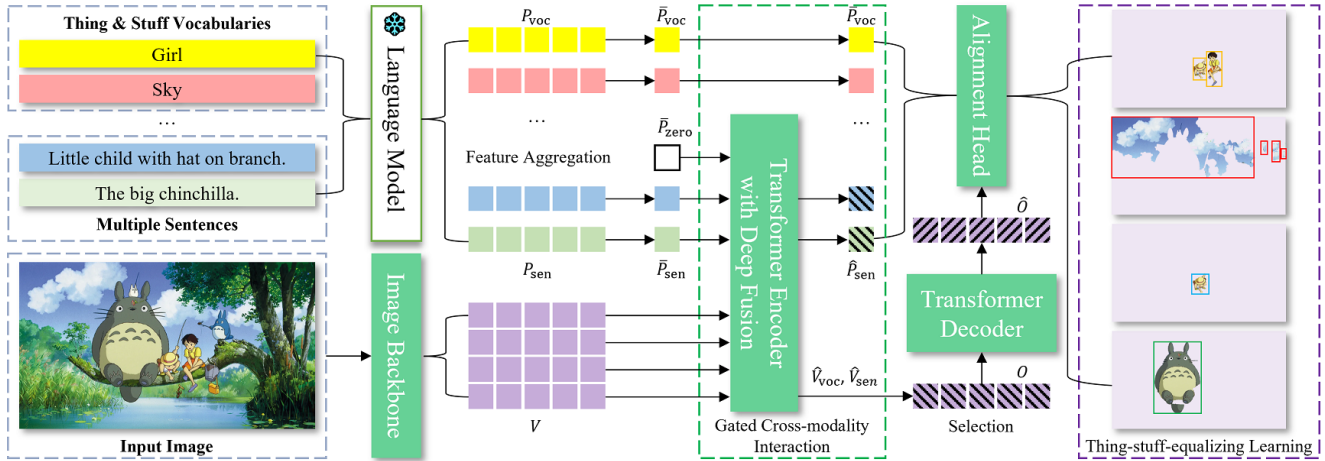 Thing & Stuff Vocabularies
Girl
Sky
...
Little child with hat on branch.
The big chinchilla.
Multiple Sentences
Input Image
Language Model
Image Backbone
P_voc
P̄_voc
P̄_voc
...
...
P̄_zero
Feature Aggregation
P_sen
P̄_sen
P̂_sen
V
Transformer Encoder
with Deep Fusion
V̂_voc, V̂_sen
Gated Cross-modality
Interaction
Alignment Head
Ô
Transformer
Decoder
O
Selection
Thing-stuff-equalizing Learning